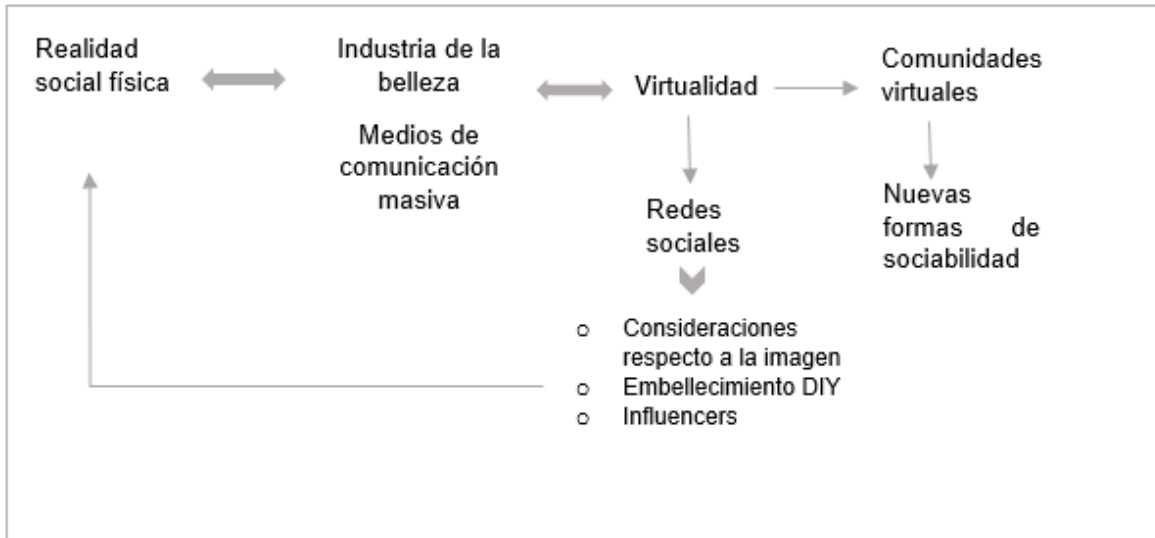 Realidad
social física
Industria de la
belleza
Medios de
comunicación
masiva
Virtualidad
Comunidades
virtuales
Redes
sociales
Nuevas
formas de
sociabilidad
o Consideraciones
respecto a la imagen
o Embellecimiento DIY
o Influencers